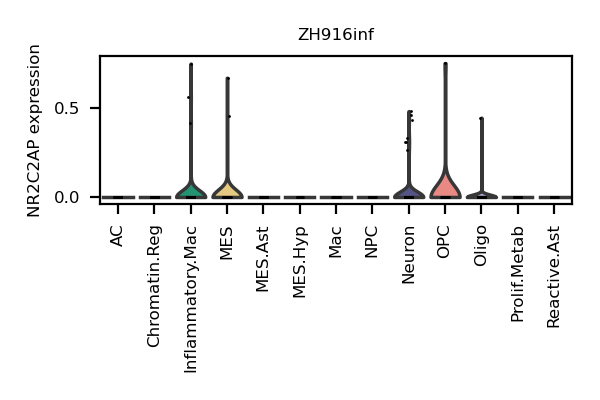 ZH916inf
NR2C2AP expression
0.5
0.0
AC
Chromatin.Reg
Inflammatory.Mac
MES
MES.Ast
MES.Hyp
Mac
NPC
Neuron
OPC
Oligo
Prolif.Metab
Reactive.Ast